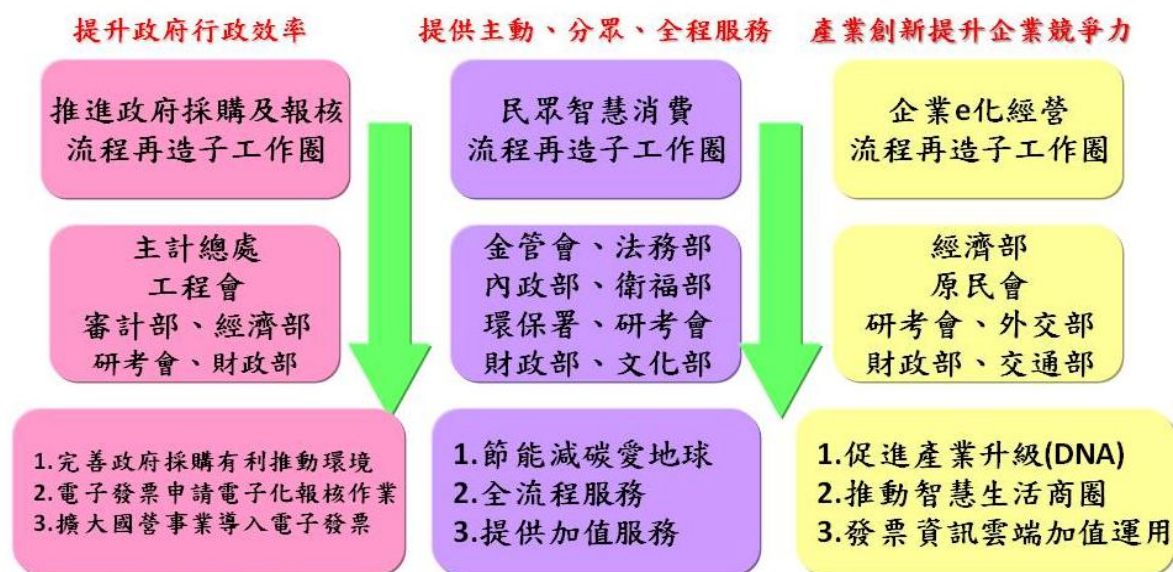 提升政府行政效率
推進政府採購及報核
流程再造子工作圈
主計總處
工程會
審計部、經濟部
研考會、財政部
1.完善政府採購有利推動環境
2.電子發票申請電子化報核作業
3.擴大國營事業導入電子發票
提供主動、分眾、全程服務
民眾智慧消費
流程再造子工作圈
金管會、法務部
內政部、衛福部
環保署、研考會
財政部、文化部
1.節能減碳愛地球
2.全流程服務
3.提供加值服務
產業創新提升企業競爭力
企業e化經營
流程再造子工作圈
經濟部
原民會
研考會、外交部
財政部、交通部
1.促進產業升級(DNA)
2.推動智慧生活商圈
3.發票資訊雲端加值運用